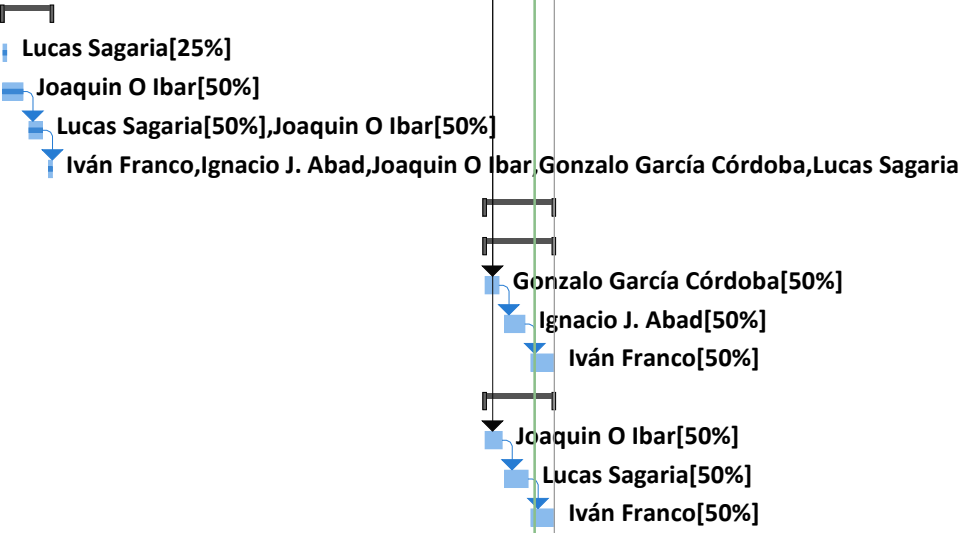 Lucas Sagaria[25%]
Joaquin O Ibar[50%]
Lucas Sagaria[50%],Joaquin O Ibar[50%]
Iván Franco,Ignacio J. Abad,Joaquin O Ibar,Gonzalo García Córdoba,Lucas Sagaria
Gonzalo García Córdoba[50%]
Ignacio J. Abad[50%]
Iván Franco[50%]
Joaquin O Ibar[50%]
Lucas Sagaria[50%]
Iván Franco[50%]